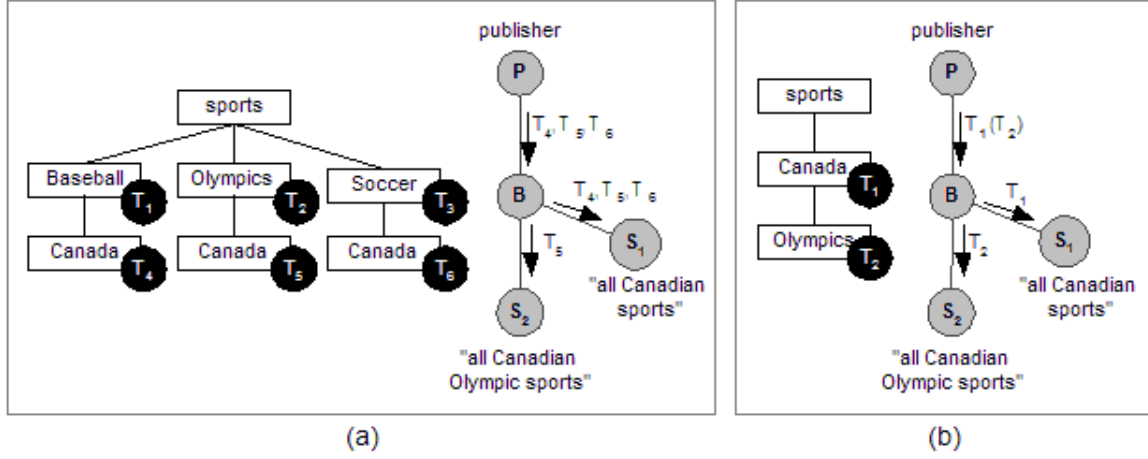 publisher
P
sports
T4, T5, T6
Baseball
T1
Olympics
T2
Soccer
T3
B
T4, T5, T6
Canada
T4
Canada
T5
Canada
T6
T5
S1
"all Canadian
sports"
S2
"all Canadian
Olympic sports"
(a)
publisher
P
sports
T1(T2)
Canada
T1
B
T1
Olympics
T2
T2
S1
"all Canadian
sports"
S2
"all Canadian
Olympic sports"
(b)